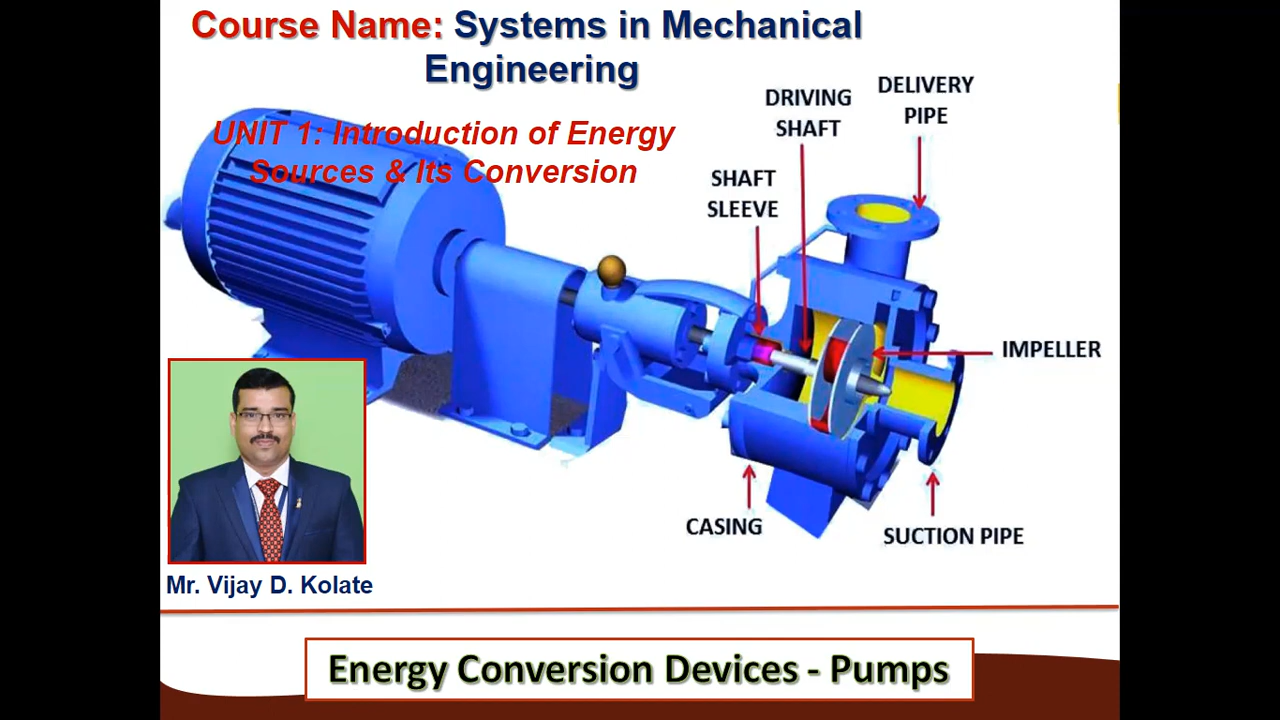 Course Name: Systems in Mechanical
Engineering
UNIT 1: Introduction of Energy
Sources & Its Conversion
DRIVING
SHAFT
DELIVERY
PIPE
SHAFT
SLEEVE
IMPELLER
CASING
SUCTION PIPE
Mr. Vijay D. Kolate
Energy Conversion Devices - Pumps